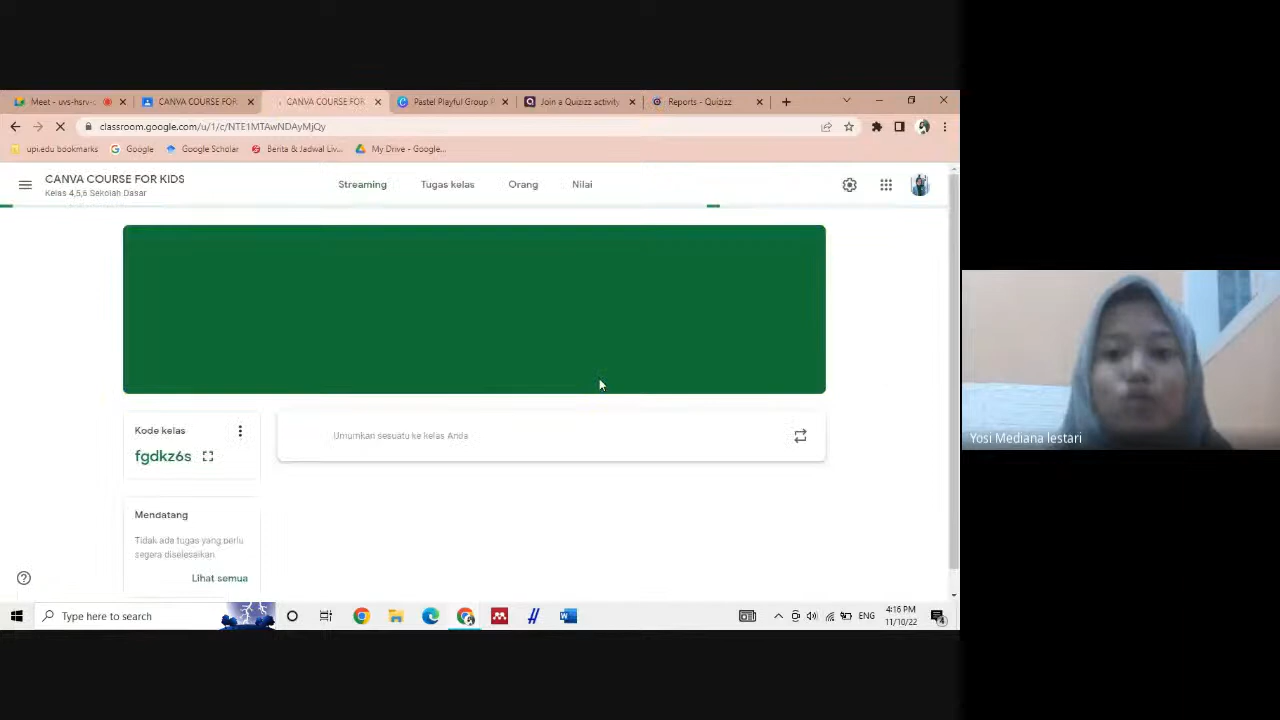 Meet - uvs-hsrv-
CANVA COURSE FOR
CANVA COURSE FOR
Pastel Playful Group P
Join a Quizizz activity
Reports - Quizizz
classroom.google.com/u/1/c/NTE1MTAwNDAyMjQy
upi.edu bookmarks
Google
Google Scholar
Berita & Jadwal Liv...
My Drive - Google...
CANVA COURSE FOR KIDS
Kelas 4,5,6 Sekolah Dasar
Streaming
Tugas kelas
Orang
Nilai
Kode kelas
fgdkz6s
Umumkan sesuatu ke kelas Anda
Mendatang
Tidak ada tugas yang perlu
segera diselesaikan
Lihat semua
Yosi Mediana lestari
Type here to search
ENG
4:16 PM
11/10/22
4